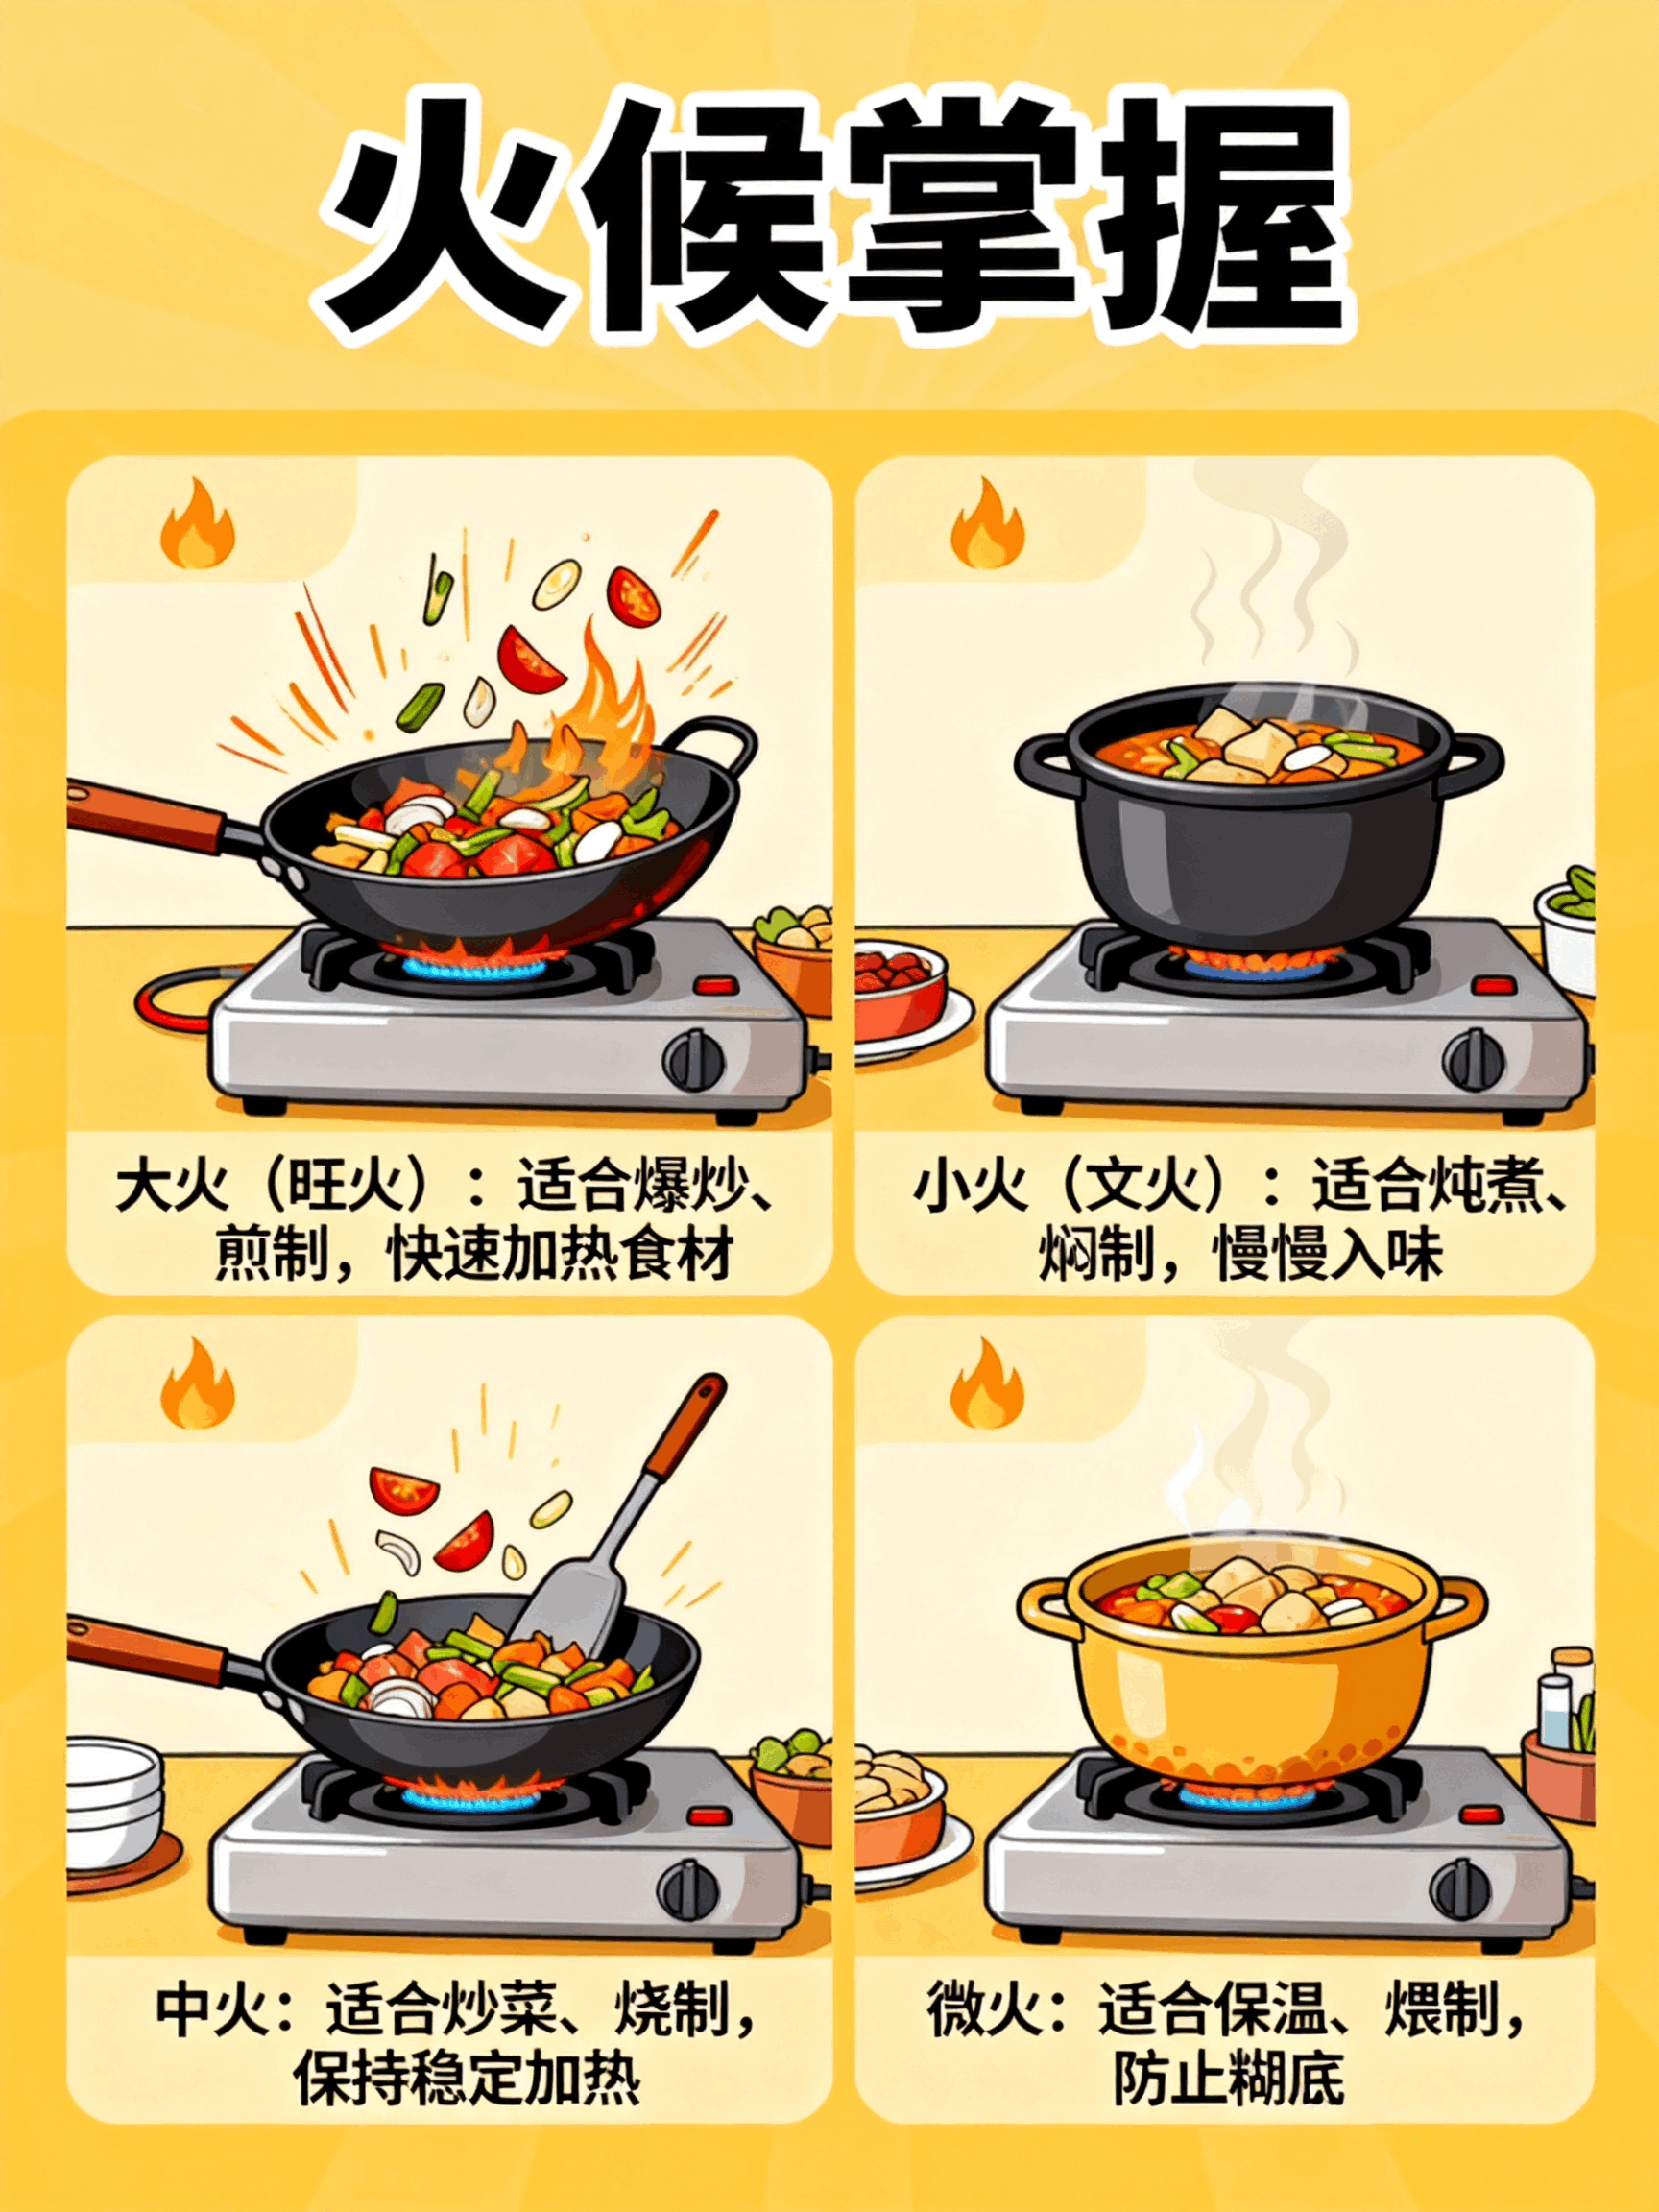 火候掌握
大火（旺火）：适合爆炒、
煎制，快速加热食材
小火（文火）：适合炖煮、
焖制，慢慢入味
中火：适合炒菜、烧制，
保持稳定加热
微火：适合保温、煨制，
防止糊底